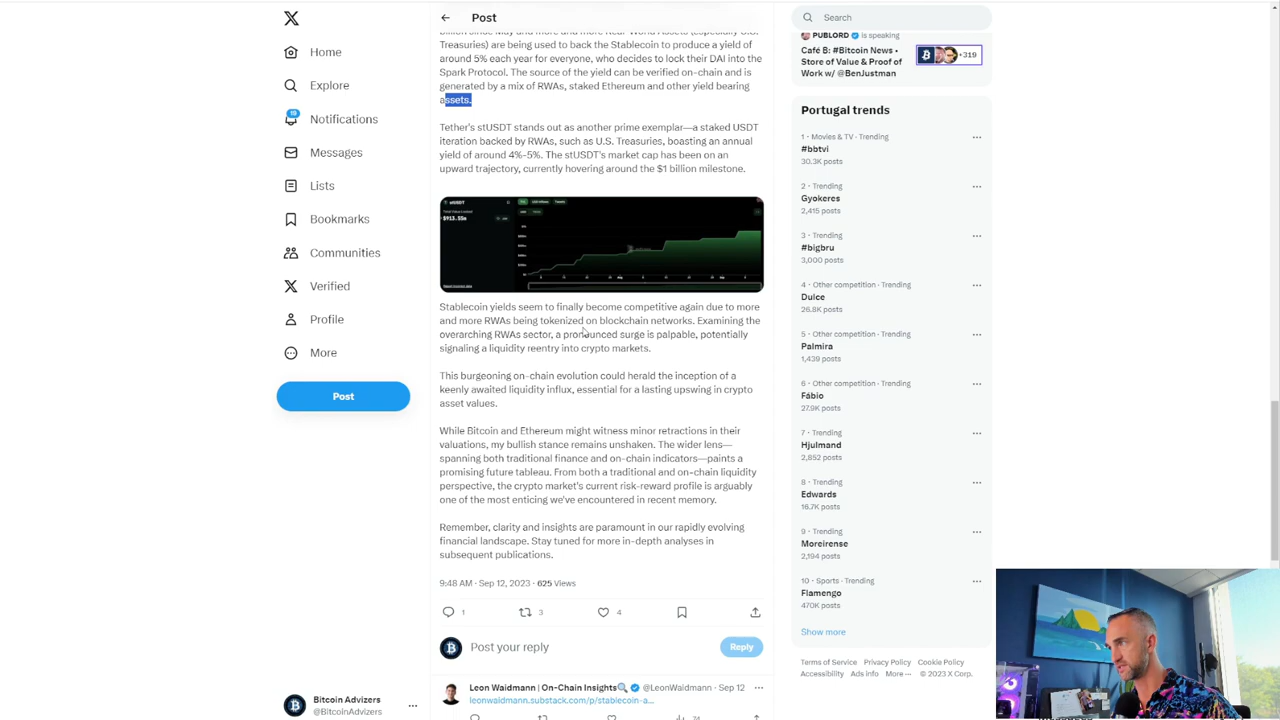 Home
Explore
19
Notifications
Messages
Lists
Bookmarks
Communities
Verified
Profile
More
Post
Bitcoin Advizers
@BitcoinAdvizers
Post
Treasuries) are being used to back the Stablecoin to produce a yield of
around 5% each year for everyone, who decides to lock their DAI into the
Spark Protocol. The source of the yield can be verified on-chain and is
generated by a mix of RWAs, staked Ethereum and other yield bearing
assets.
Tether's stUSDT stands out as another prime exemplar—a staked USDT
iteration backed by RWAs, such as U.S. Treasuries, boasting an annual
yield of around 4%-5%. The stUSDT's market cap has been on an
upward trajectory, currently hovering around the $1 billion milestone.
stUSDT
$913.55m
Stablecoin yields seem to finally become competitive again due to more
and more RWAs being tokenized on blockchain networks. Examining the
overarching RWAs sector, a pronounced surge is palpable, potentially
signaling a liquidity reentry into crypto markets.
This burgeoning on-chain evolution could herald the inception of a
keenly awaited liquidity influx, essential for a lasting upswing in crypto
asset values.
While Bitcoin and Ethereum might witness minor retractions in their
valuations, my bullish stance remains unshaken. The wider lens—
spanning both traditional finance and on-chain indicators—paints a
promising future tableau. From both a traditional and on-chain liquidity
perspective, the crypto market's current risk-reward profile is arguably
one of the most enticing we've encountered in recent memory.
Remember, clarity and insights are paramount in our rapidly evolving
financial landscape. Stay tuned for more in-depth analyses in
subsequent publications.
9:48 AM · Sep 12, 2023 · 625 Views
1 3 4
Post your reply
Reply
Leon Waidmann | On-Chain Insights @LeonWaidmann · Sep 12
leonwaidmann.substack.com/p/stablecoin-a...
Search
PUBLORD is speaking
Café B: #Bitcoin News •
Store of Value & Proof of
Work w/ @BenJustman
+319
Portugal trends
1 · Movies & TV · Trending
#bbtvi
30.3K posts
2 · Trending
Gyokeres
2,415 posts
3 · Trending
#bigbru
3,000 posts
4 · Other competition · Trending
Dulce
26.8K posts
5 · Other competition · Trending
Palmira
1,439 posts
6 · Other competition · Trending
Fábio
27.9K posts
7 · Trending
Hjulmand
2,852 posts
8 · Trending
Edwards
16.7K posts
9 · Trending
Moreirense
2,194 posts
10 · Sports · Trending
Flamengo
470K posts
Show more
Terms of Service Privacy Policy Cookie Policy
Accessibility Ads info More ··· © 2023 X Corp.